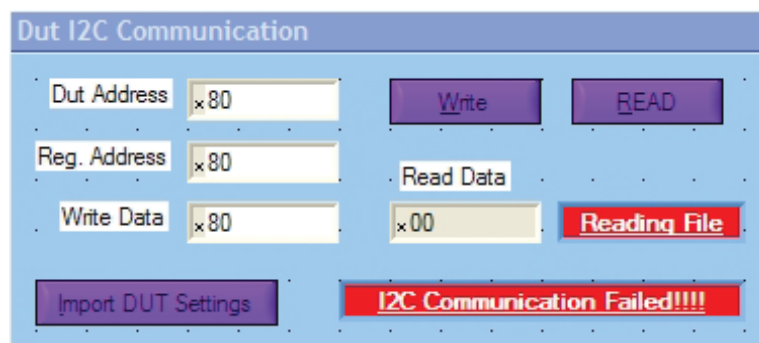 Dut I2C Communication
Dut Address x80 Write READ
Reg. Address x80 Read Data
Write Data x80 x00 Reading File
Import DUT Settings I2C Communication Failed!!!!